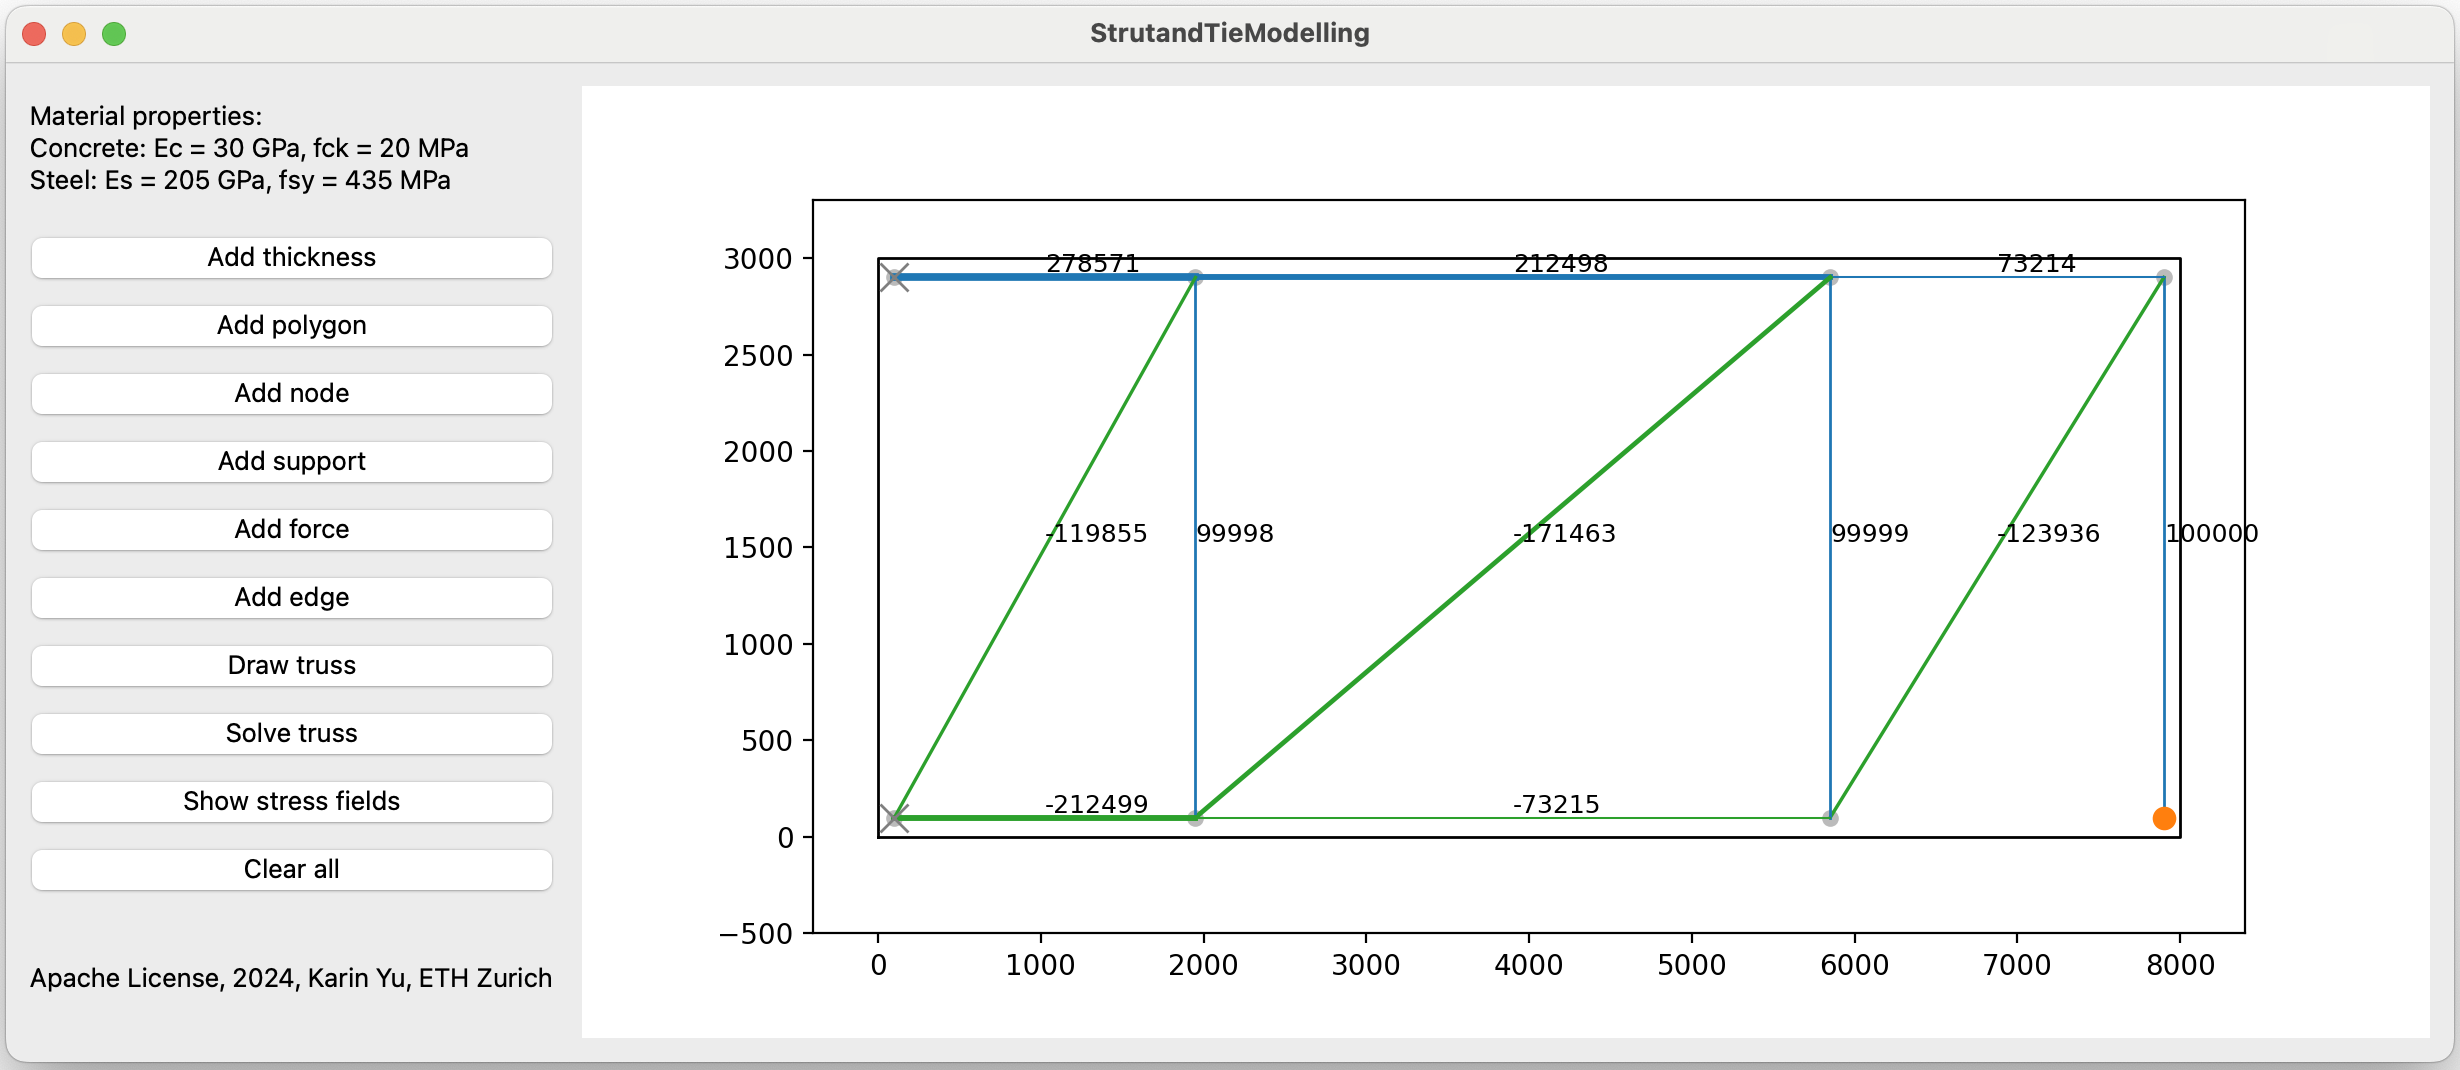 StrutandTieModelling
Material properties:
Concrete: Ec = 30 GPa, fck = 20 MPa
Steel: Es = 205 GPa, fsy = 435 MPa
Add thickness
Add polygon
Add node
Add support
Add force
Add edge
Draw truss
Solve truss
Show stress fields
Clear all
Apache License, 2024, Karin Yu, ETH Zurich
3000
2500
2000
1500
1000
500
0
−500
0 1000 2000 3000 4000 5000 6000 7000 8000
278571 212498 73214
-119855 99998 -171463 99999 -123936 100000
-212499 -73215